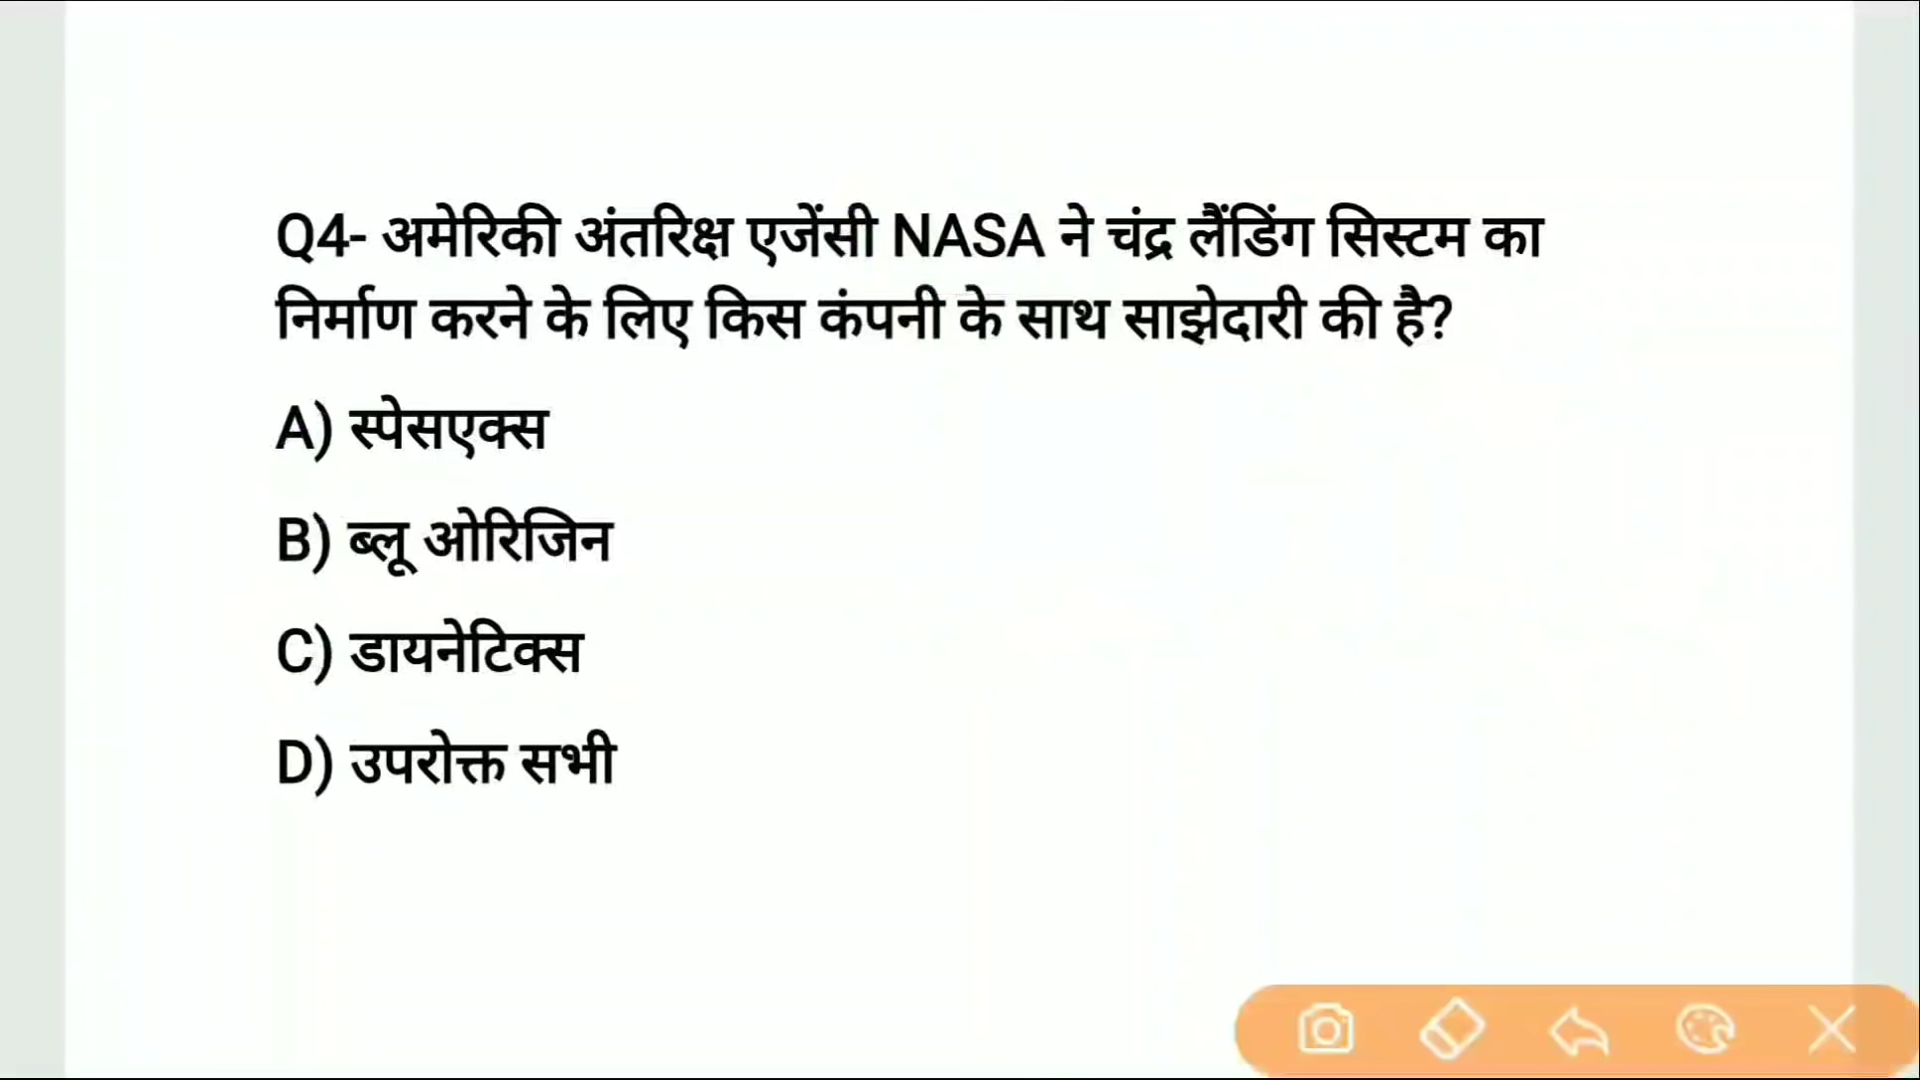 Q4- अमेरिकी अंतरिक्ष एजेंसी NASA ने चंद्र लैंडिंग सिस्टम का
निर्माण करने के लिए किस कंपनी के साथ साझेदारी की है?
A) स्पेसएक्स
B) ब्लू ओरिजिन
C) डायनेटिक्स
D) उपरोक्त सभी